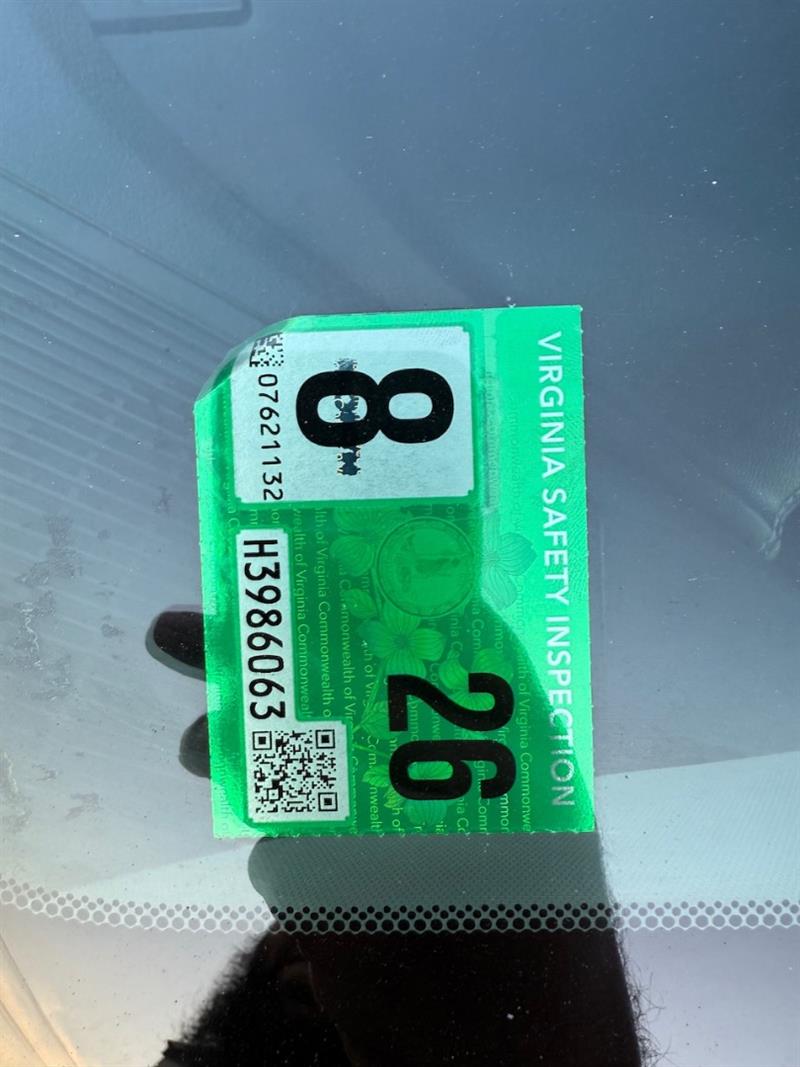 VIRGINIA SAFETY INSPECTION
8
26
07621132
H3986063